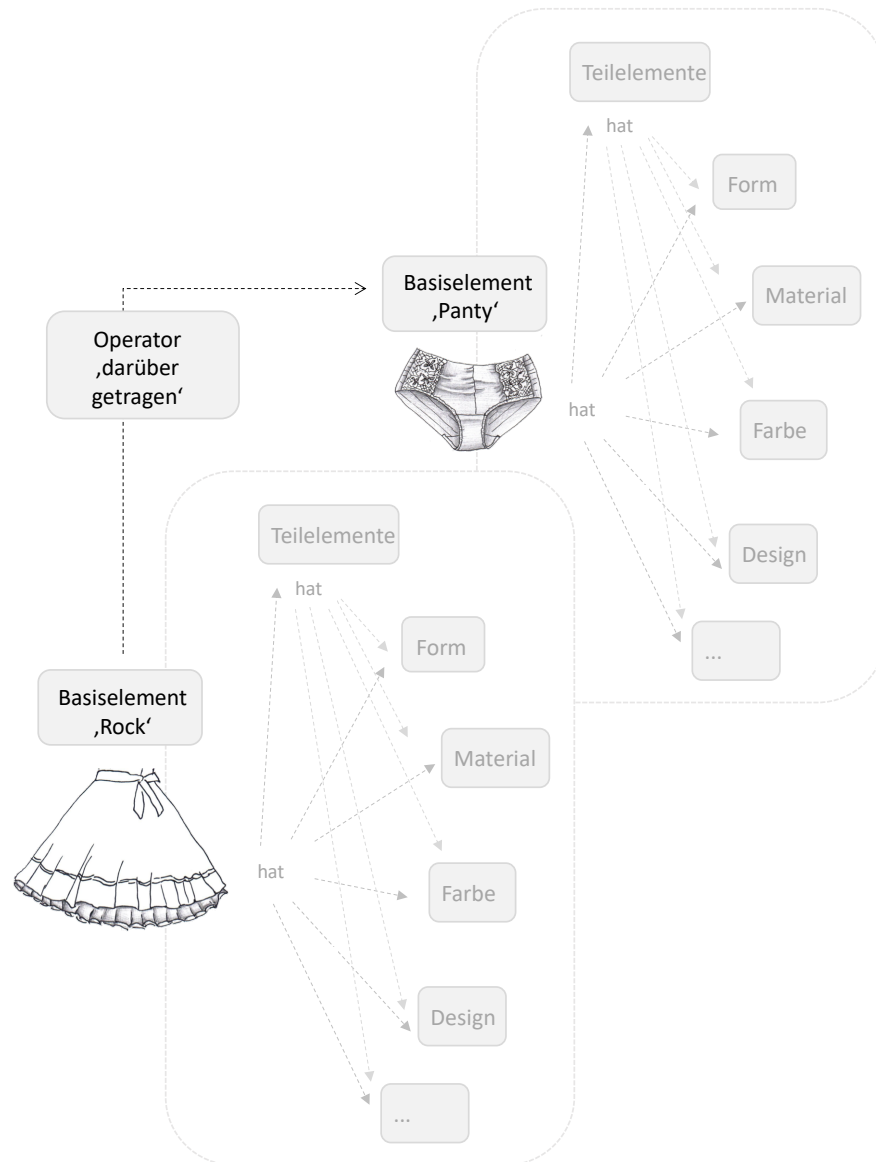 Teilelemente
hat
Form
Basiselement
‚Panty‘
Material
Operator
‚darüber
getragen‘
hat
Farbe
Design
...
Teilelemente
hat
Form
Basiselement
‚Rock‘
Material
hat
Farbe
Design
...